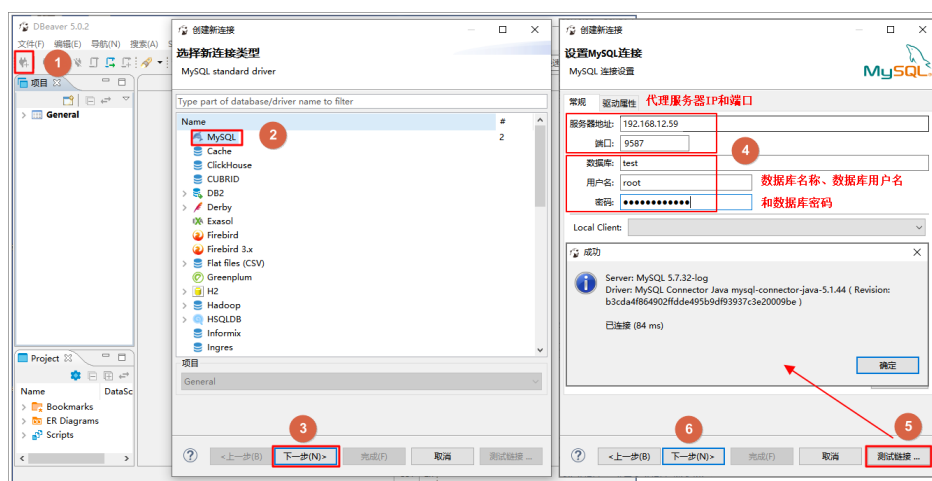 DBeaver 5.0.2
文件(F) 编辑(E) 导航(N) 搜索(A)
1
项目
General
Project
Name DataSc
Bookmarks
ER Diagrams
Scripts
创建新连接
选择新连接类型
MySQL standard driver
Type part of database/driver name to filter
Name #
MySQL 2
2
Cache
ClickHouse
CUBRID
DB2
Derby
Exasol
Firebird
Firebird 3.x
Flat files (CSV)
Greenplum
H2
Hadoop
HSQLDB
Informix
Ingres
项目
General
3
<上一步(B) 下一步(N)> 完成(F) 取消 测试链接 ...
创建新连接
设置MySQL连接
MySQL 连接设置
MySQL
常规 驱动属性 代理服务器IP和端口
服务器地址: 192.168.12.59
端口: 9587
4
数据库: test
用户名: root 数据库名称、数据库用户名
密码: ●●●●●●●●●●●● 和数据库密码
Local Client:
成功
Server: MySQL 5.7.32-log
Driver: MySQL Connector Java mysql-connector-java-5.1.44 ( Revision:
b3cda4f864902ffdde495b9df93937c3e20009be )
已连接 (84 ms)
确定
6 5
<上一步(B) 下一步(N)> 完成(F) 取消 测试链接 ...